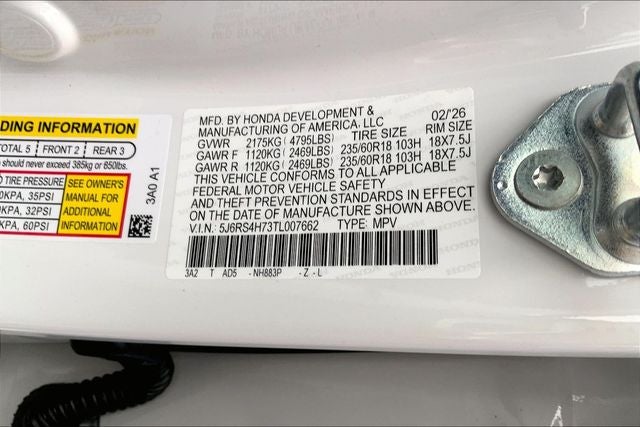 DING INFORMATION
TOTAL 5 FRONT 2 REAR 3
should never exceed 385kg or 850lbs.
TIRE PRESSURE
0KPA, 35PSI
0KPA, 32PSI
KPA, 60PSI
SEE OWNER'S
MANUAL FOR
ADDITIONAL
INFORMATION
3A0 A1
MFD. BY HONDA DEVELOPMENT & 02/26
MANUFACTURING OF AMERICA, LLC
GVWR 2175KG( 4795LBS) TIRE SIZE RIM SIZE
GAWR F 1120KG( 2469LBS) 235/60R18 103H 18X7.5J
GAWR R 1120KG( 2469LBS) 235/60R18 103H 18X7.5J
THIS VEHICLE CONFORMS TO ALL APPLICABLE
FEDERAL MOTOR VEHICLE SAFETY
AND THEFT PREVENTION STANDARDS IN EFFECT
ON THE DATE OF MANUFACTURE SHOWN ABOVE.
V.I.N.: 5J6RS4H73TL007662 TYPE: MPV
3A2 T AD5 -NH883P -Z-L